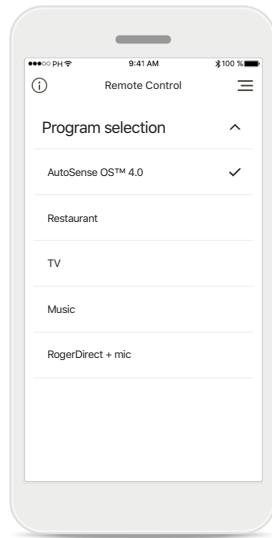 ●●●○○ PH 9:41 AM 100 %
Remote Control
Program selection
AutoSense OS™ 4.0
Restaurant
TV
Music
RogerDirect + mic